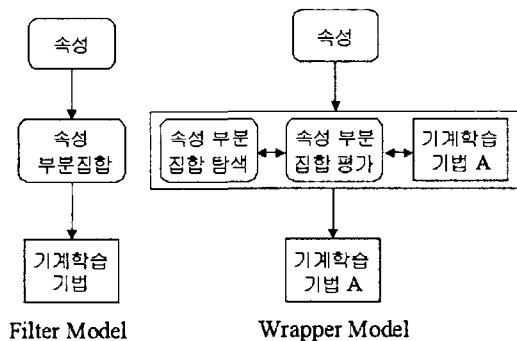 속성
속성
부분집합
기계학습
기법
Filter Model
속성
속성 부분
집합 탐색
속성 부분
집합 평가
기계학습
기법 A
기계학습
기법 A
Wrapper Model